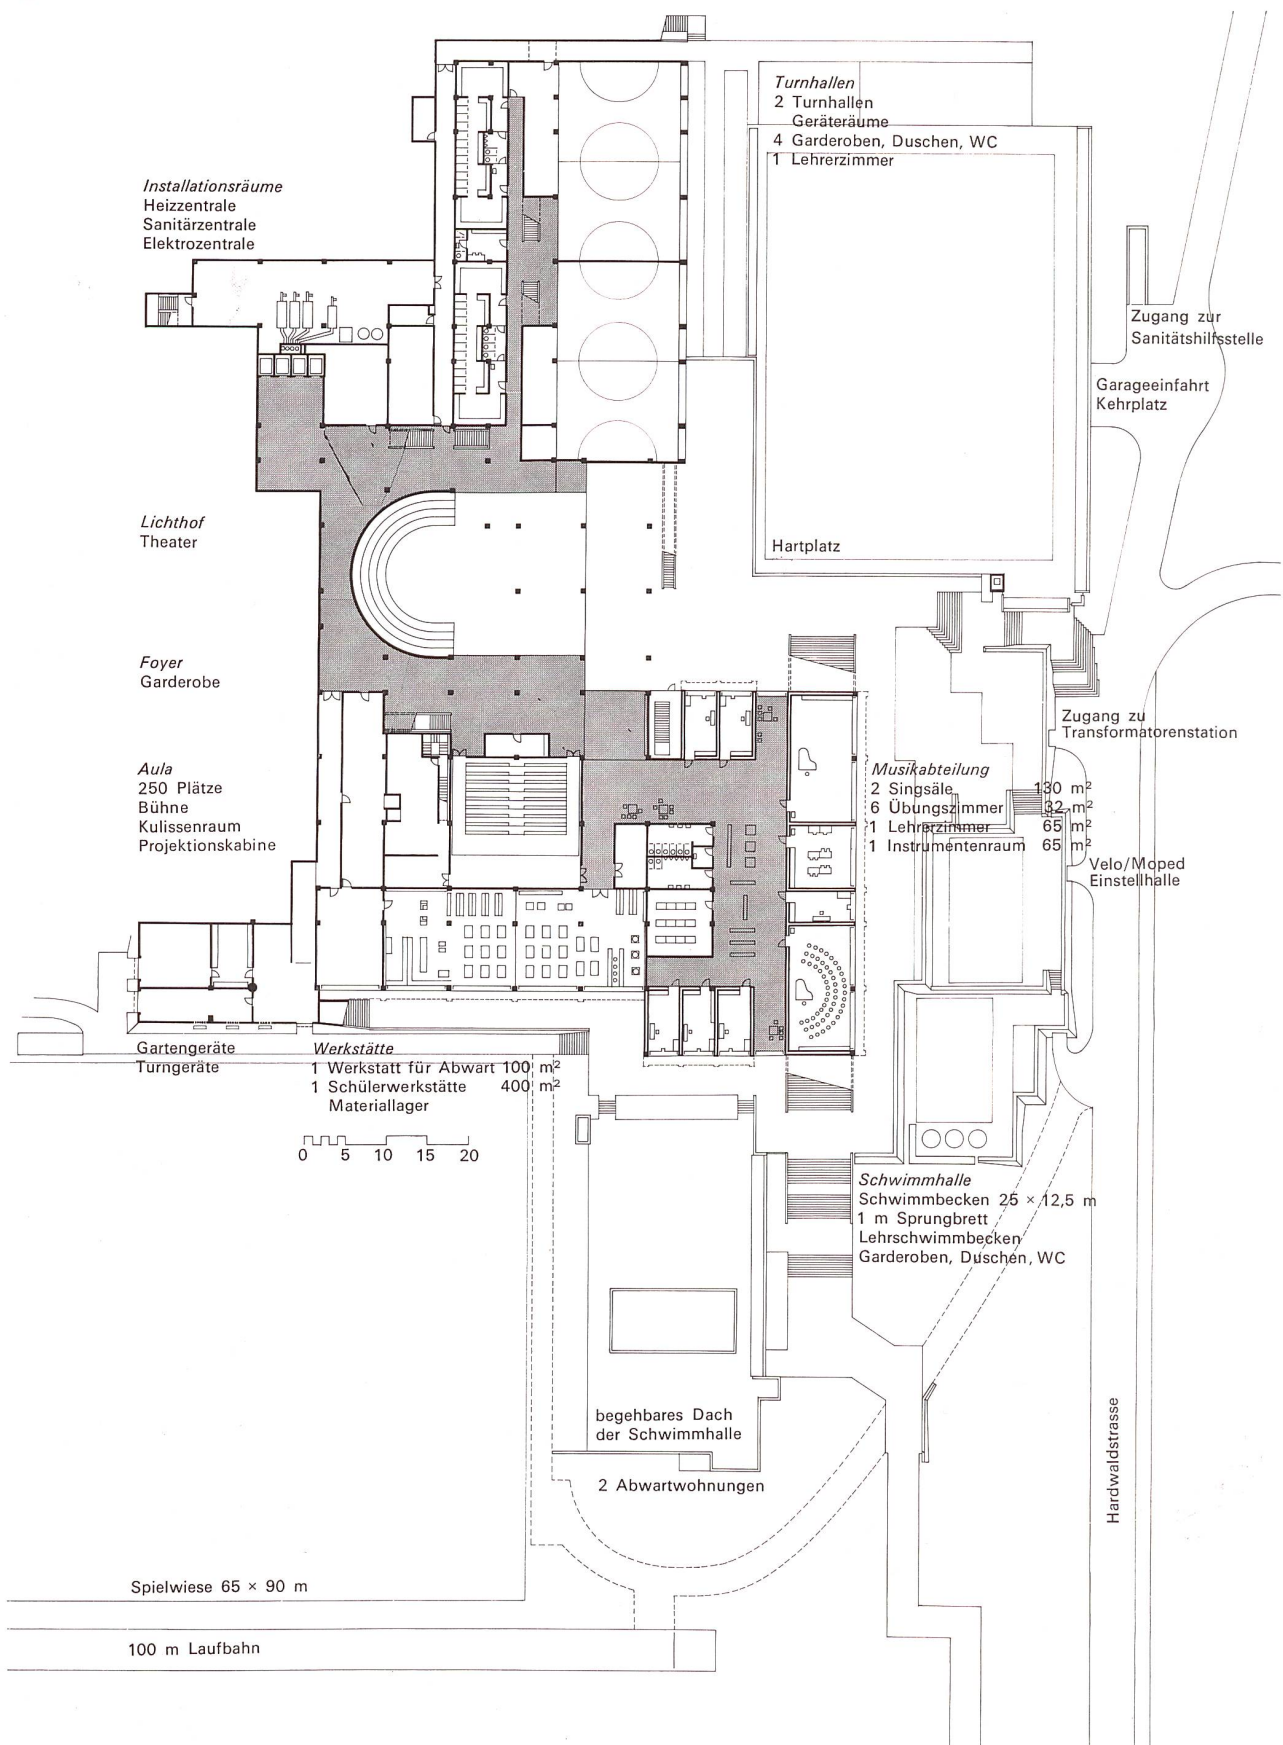 Turnhallen
2 Turnhallen
Geräteräume
4 Garderoben, Duschen, WC
1 Lehrerzimmer
Installationsräume
Heizzentrale
Sanitärzentrale
Elektrozentrale
Zugang zur
Sanitätshilfsstelle
Garageeinfahrt
Kehrplatz
Lichthof
Theater
Hartplatz
Foyer
Garderobe
Zugang zu
Transformatorenstation
Aula
250 Plätze
Bühne
Kulissenraum
Projektionskabine
Musikabteilung
2 Singsäle 130 m²
6 Übungszimmer 32 m²
1 Lehrerzimmer 65 m²
1 Instrumentenraum 65 m²
Velo/Moped
Einstellhalle
Gartengeräte
Turngeräte
Werkstätte
1 Werkstatt für Abwart 100 m²
1 Schülerwerkstätte 400 m²
Materiallager
0 5 10 15 20
Schwimmhalle
Schwimmbecken 25 × 12,5 m
1 m Sprungbrett
Lehrschwimmbecken
Garderoben, Duschen, WC
begehbares Dach
der Schwimmhalle
2 Abwartwohnungen
Hardwaldstrasse
Spielwiese 65 × 90 m
100 m Laufbahn